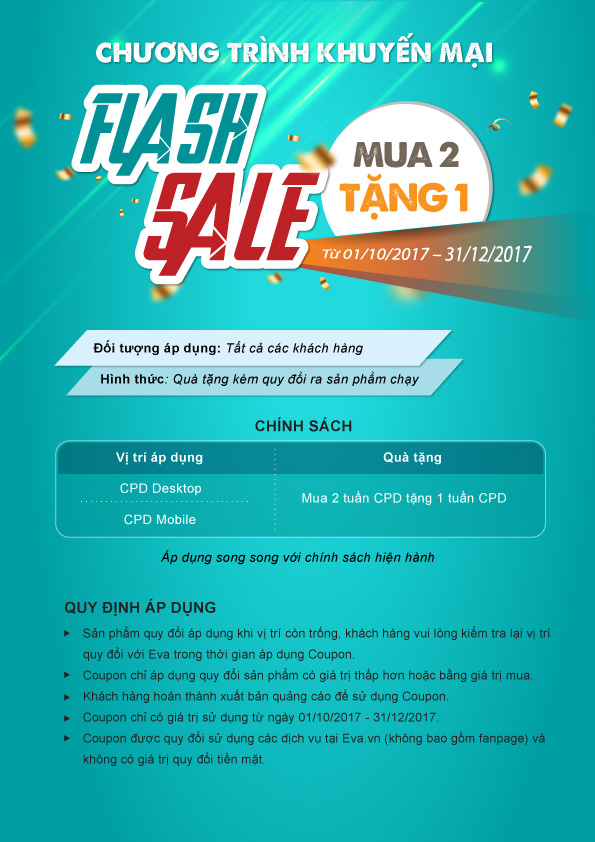 CHƯƠNG TRÌNH KHUYẾN MẠI
FLASH
SALE
MUA 2
TẶNG 1
Từ 01/10/2017 – 31/12/2017
Đối tượng áp dụng: Tất cả các khách hàng
Hình thức: Quà tặng kèm quy đổi ra sản phẩm chạy
CHÍNH SÁCH
Vị trí áp dụng
Quà tặng
CPD Desktop
Mua 2 tuần CPD tặng 1 tuần CPD
CPD Mobile
Áp dụng song song với chính sách hiện hành
QUY ĐỊNH ÁP DỤNG
Sản phẩm quy đổi áp dụng khi vị trí còn trống, khách hàng vui lòng kiểm tra lại vị trí
quy đổi với Eva trong thời gian áp dụng Coupon.
Coupon chỉ áp dụng quy đổi sản phẩm có giá trị thấp hơn hoặc bằng giá trị mua.
Khách hàng hoàn thành xuất bản quảng cáo để sử dụng Coupon.
Coupon chỉ có giá trị sử dụng từ ngày 01/10/2017 - 31/12/2017.
Coupon được quy đổi sử dụng các dịch vụ tại Eva.vn (không bao gồm fanpage) và
không có giá trị quy đổi tiền mặt.